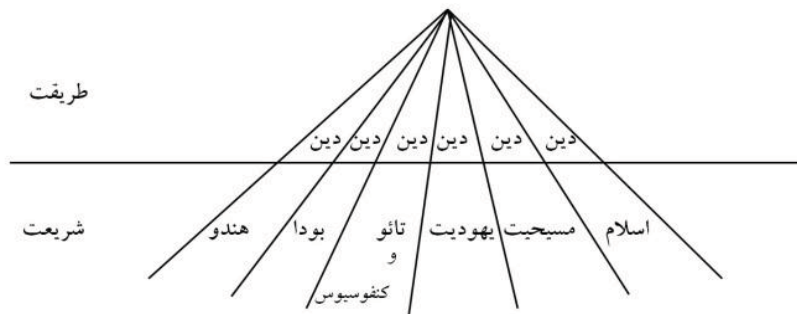 طریقت
دین دین دین دین دین دین
شریعت
اسلام مسیحیت یهودیت تائو بودا هندو
و
کنفوسیوس